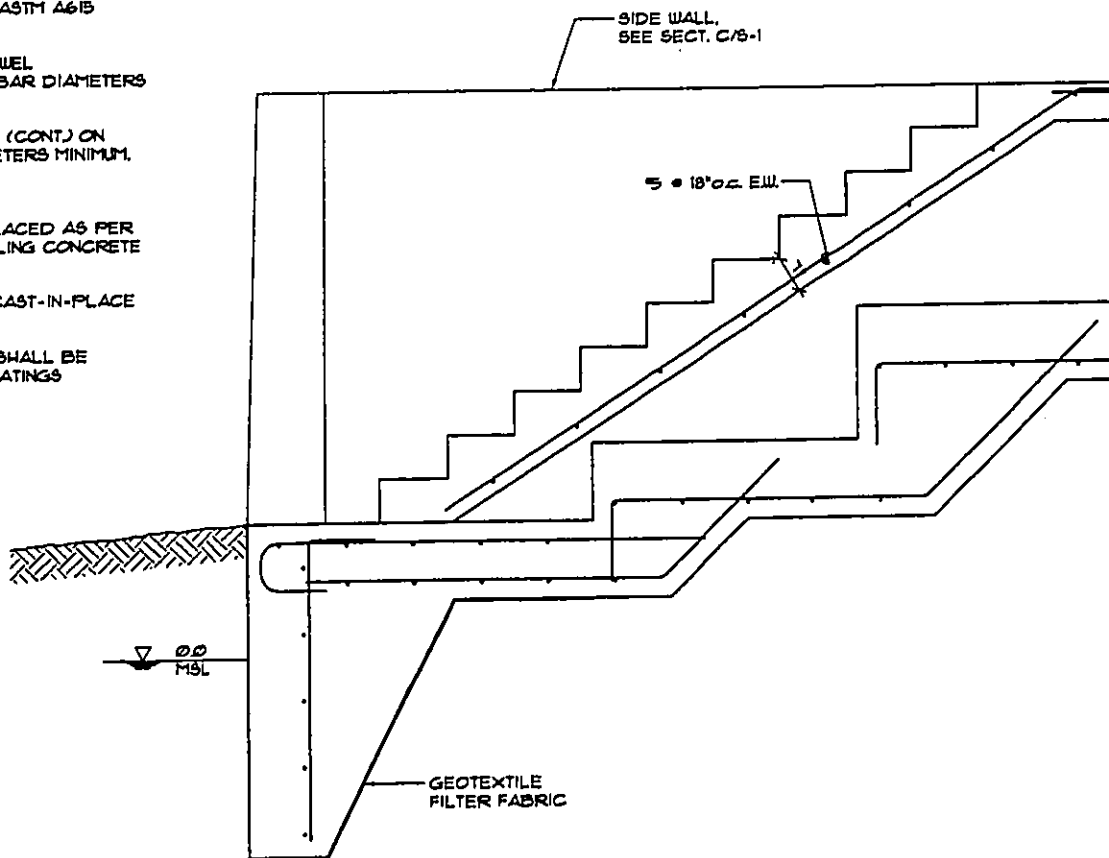 ASTM A615
WEL
BAR DIAMETERS
(CONT.) ON
ETERS MINIMUM.
LACED AS PER
LING CONCRETE
CAST-IN-PLACE
SHALL BE
ATINGS
SIDE WALL,
SEE SECT. C/S-1
5 @ 18"o.c. E.W.
0.0
MSL
GEOTEXTILE
FILTER FABRIC